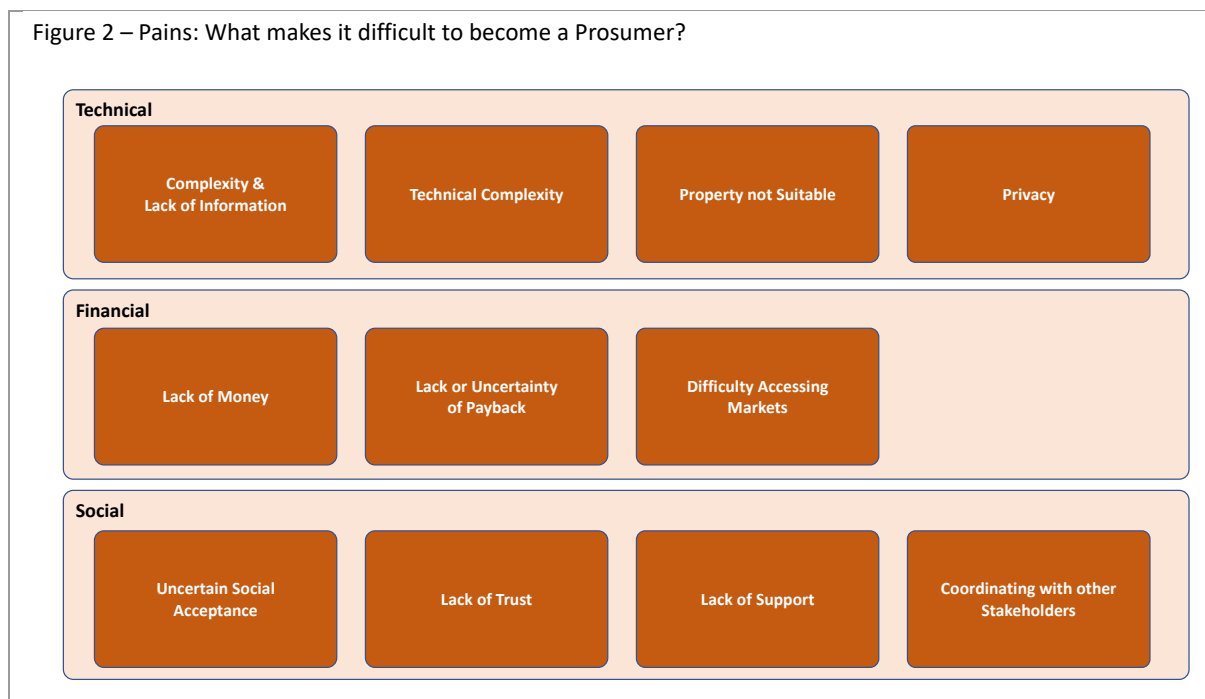 Figure 2 – Pains: What makes it difficult to become a Prosumer?
Technical
Complexity &
Lack of Information
Technical Complexity
Property not Suitable
Privacy
Financial
Lack of Money
Lack or Uncertainty
of Payback
Difficulty Accessing
Markets
Social
Uncertain Social
Acceptance
Lack of Trust
Lack of Support
Coordinating with other
Stakeholders